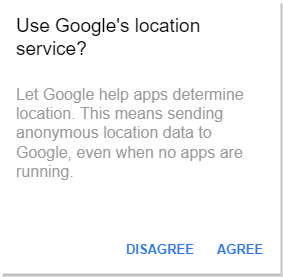 Use Google's location
service?
Let Google help apps determine
location. This means sending
anonymous location data to
Google, even when no apps are
running.
DISAGREE AGREE